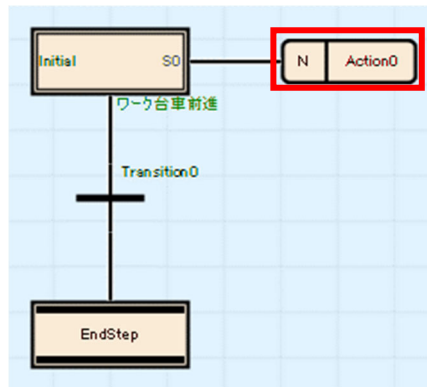 Initial S0 N Action0
ワーク台車前進
Transition0
EndStep